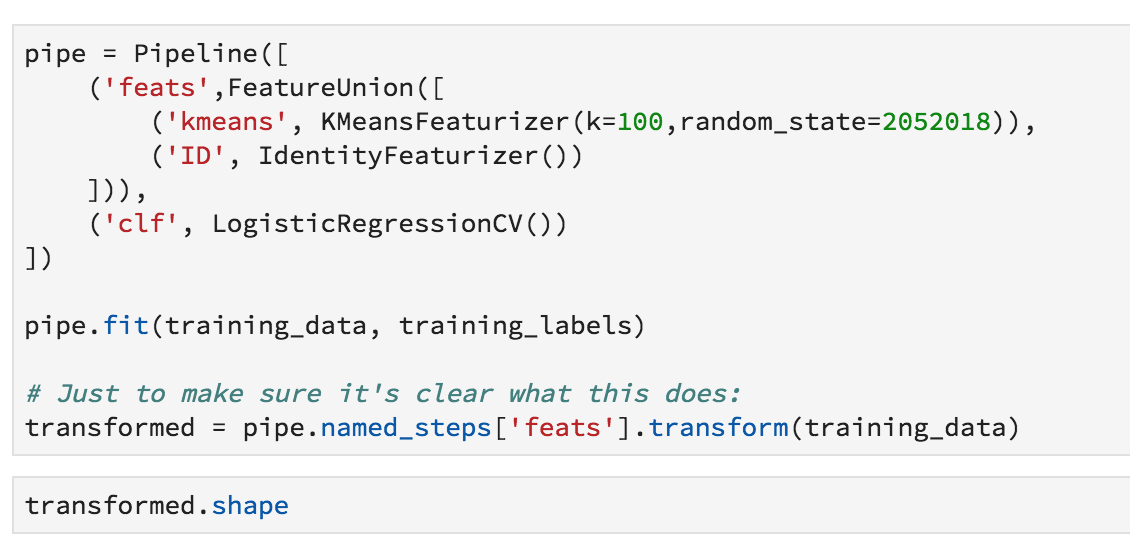 pipe = Pipeline([
    ('feats',FeatureUnion([
        ('kmeans', KMeansFeaturizer(k=100,random_state=2052018)),
        ('ID', IdentityFeaturizer())
    ])),
    ('clf', LogisticRegressionCV())
])

pipe.fit(training_data, training_labels)

# Just to make sure it's clear what this does:
transformed = pipe.named_steps['feats'].transform(training_data)

transformed.shape